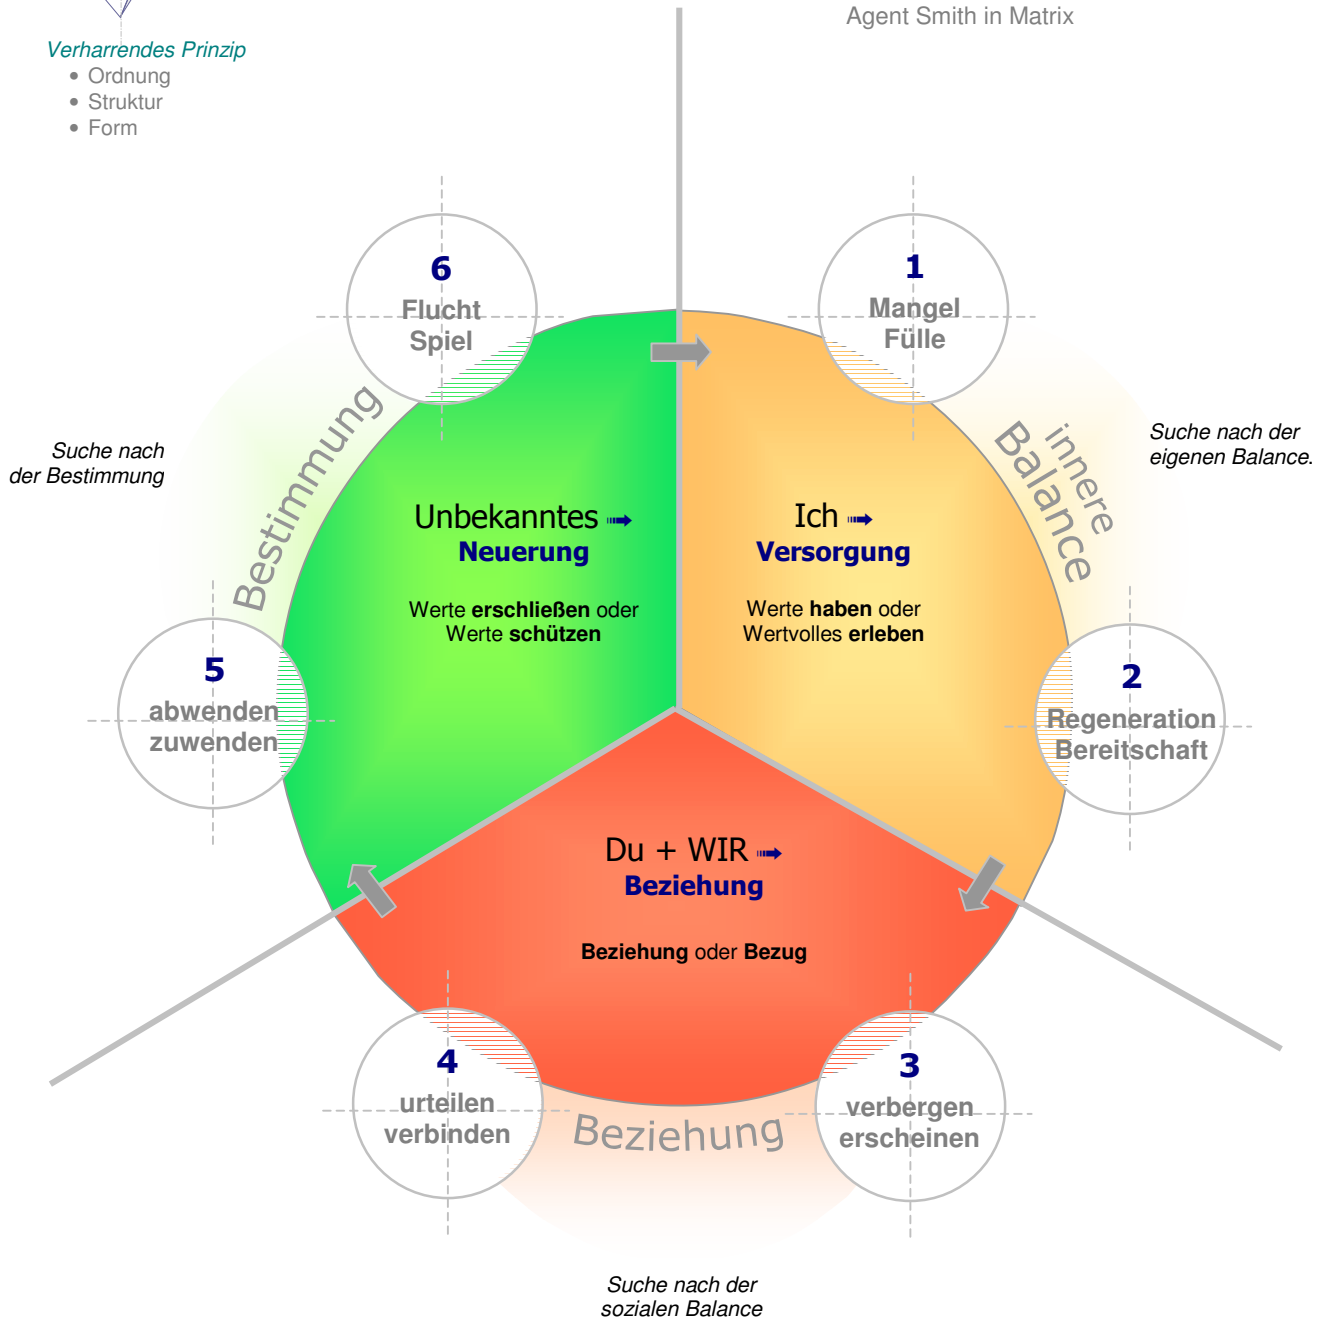 Agent Smith in Matrix
Verharrendes Prinzip
• Ordnung
• Struktur
• Form
6
Flucht
Spiel
1
Mangel
Fülle
Suche nach
der Bestimmung
Bestimmung
innere
Balance
Suche nach der
eigenen Balance.
Unbekanntes
Neuerung
Werte erschließen oder
Werte schützen
Ich
Versorgung
Werte haben oder
Wertvolles erleben
5
abwenden
zuwenden
2
Regeneration
Bereitschaft
Du + WIR
Beziehung
Beziehung oder Bezug
4
urteilen
verbinden
3
verbergen
erscheinen
Beziehung
Suche nach der
sozialen Balance